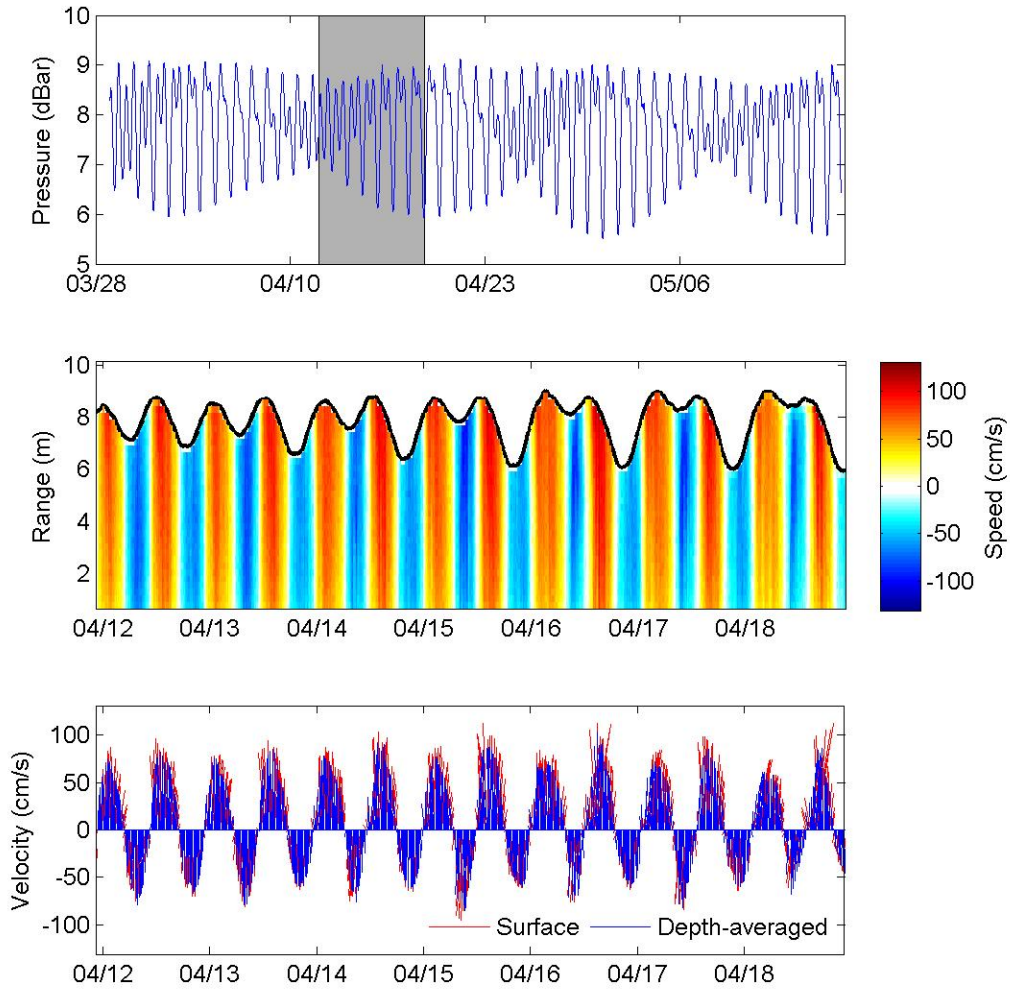 10
9
8
7
6
5
Pressure (dBar)
03/28 04/10 04/23 05/06
10
8
6
4
2
Range (m)
04/12 04/13 04/14 04/15 04/16 04/17 04/18
100
50
0
-50
-100
Speed (cm/s)
100
50
0
-50
-100
Velocity (cm/s)
Surface Depth-averaged
04/12 04/13 04/14 04/15 04/16 04/17 04/18